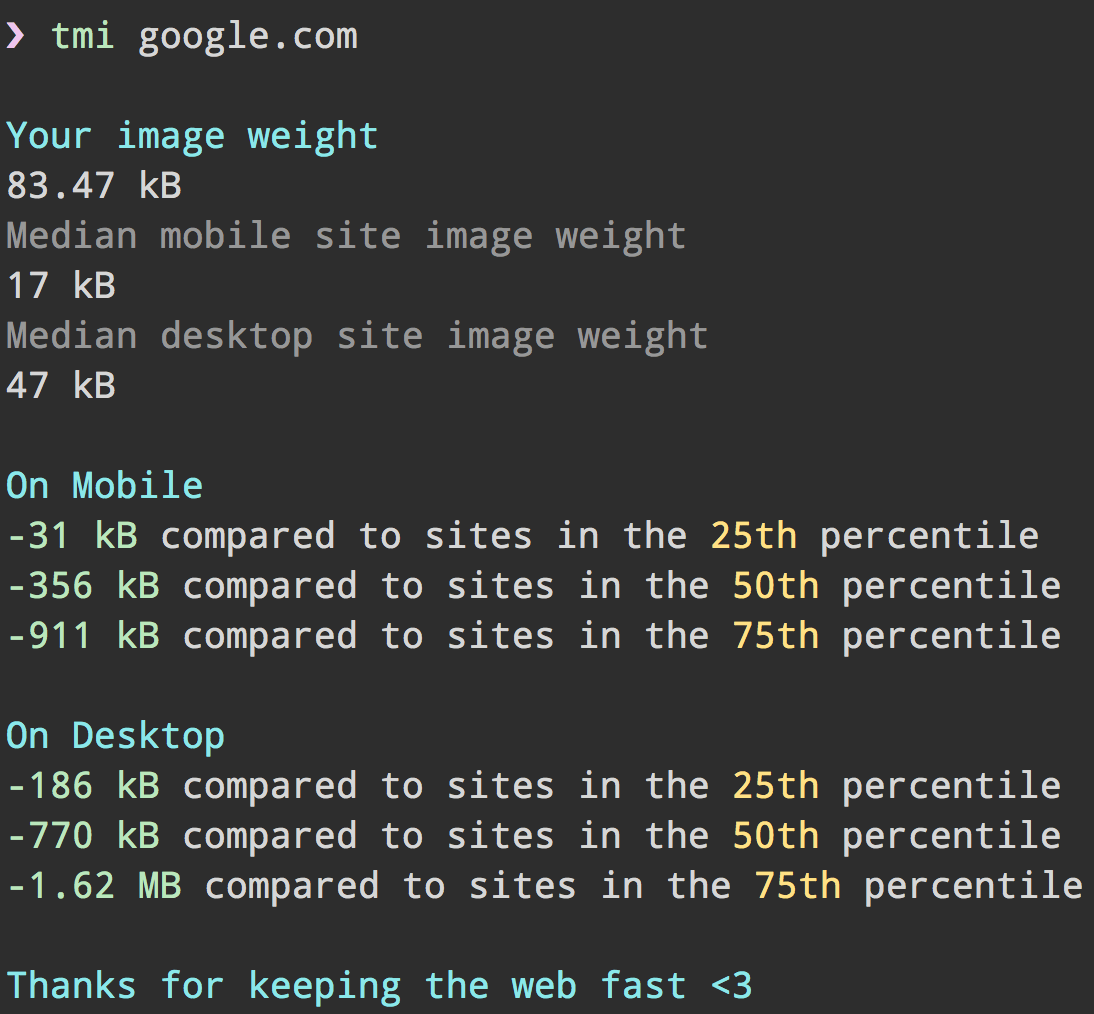 ❯ tmi google.com
Your image weight
83.47 kB
Median mobile site image weight
17 kB
Median desktop site image weight
47 kB
On Mobile
-31 kB compared to sites in the 25th percentile
-356 kB compared to sites in the 50th percentile
-911 kB compared to sites in the 75th percentile
On Desktop
-186 kB compared to sites in the 25th percentile
-770 kB compared to sites in the 50th percentile
-1.62 MB compared to sites in the 75th percentile
Thanks for keeping the web fast <3